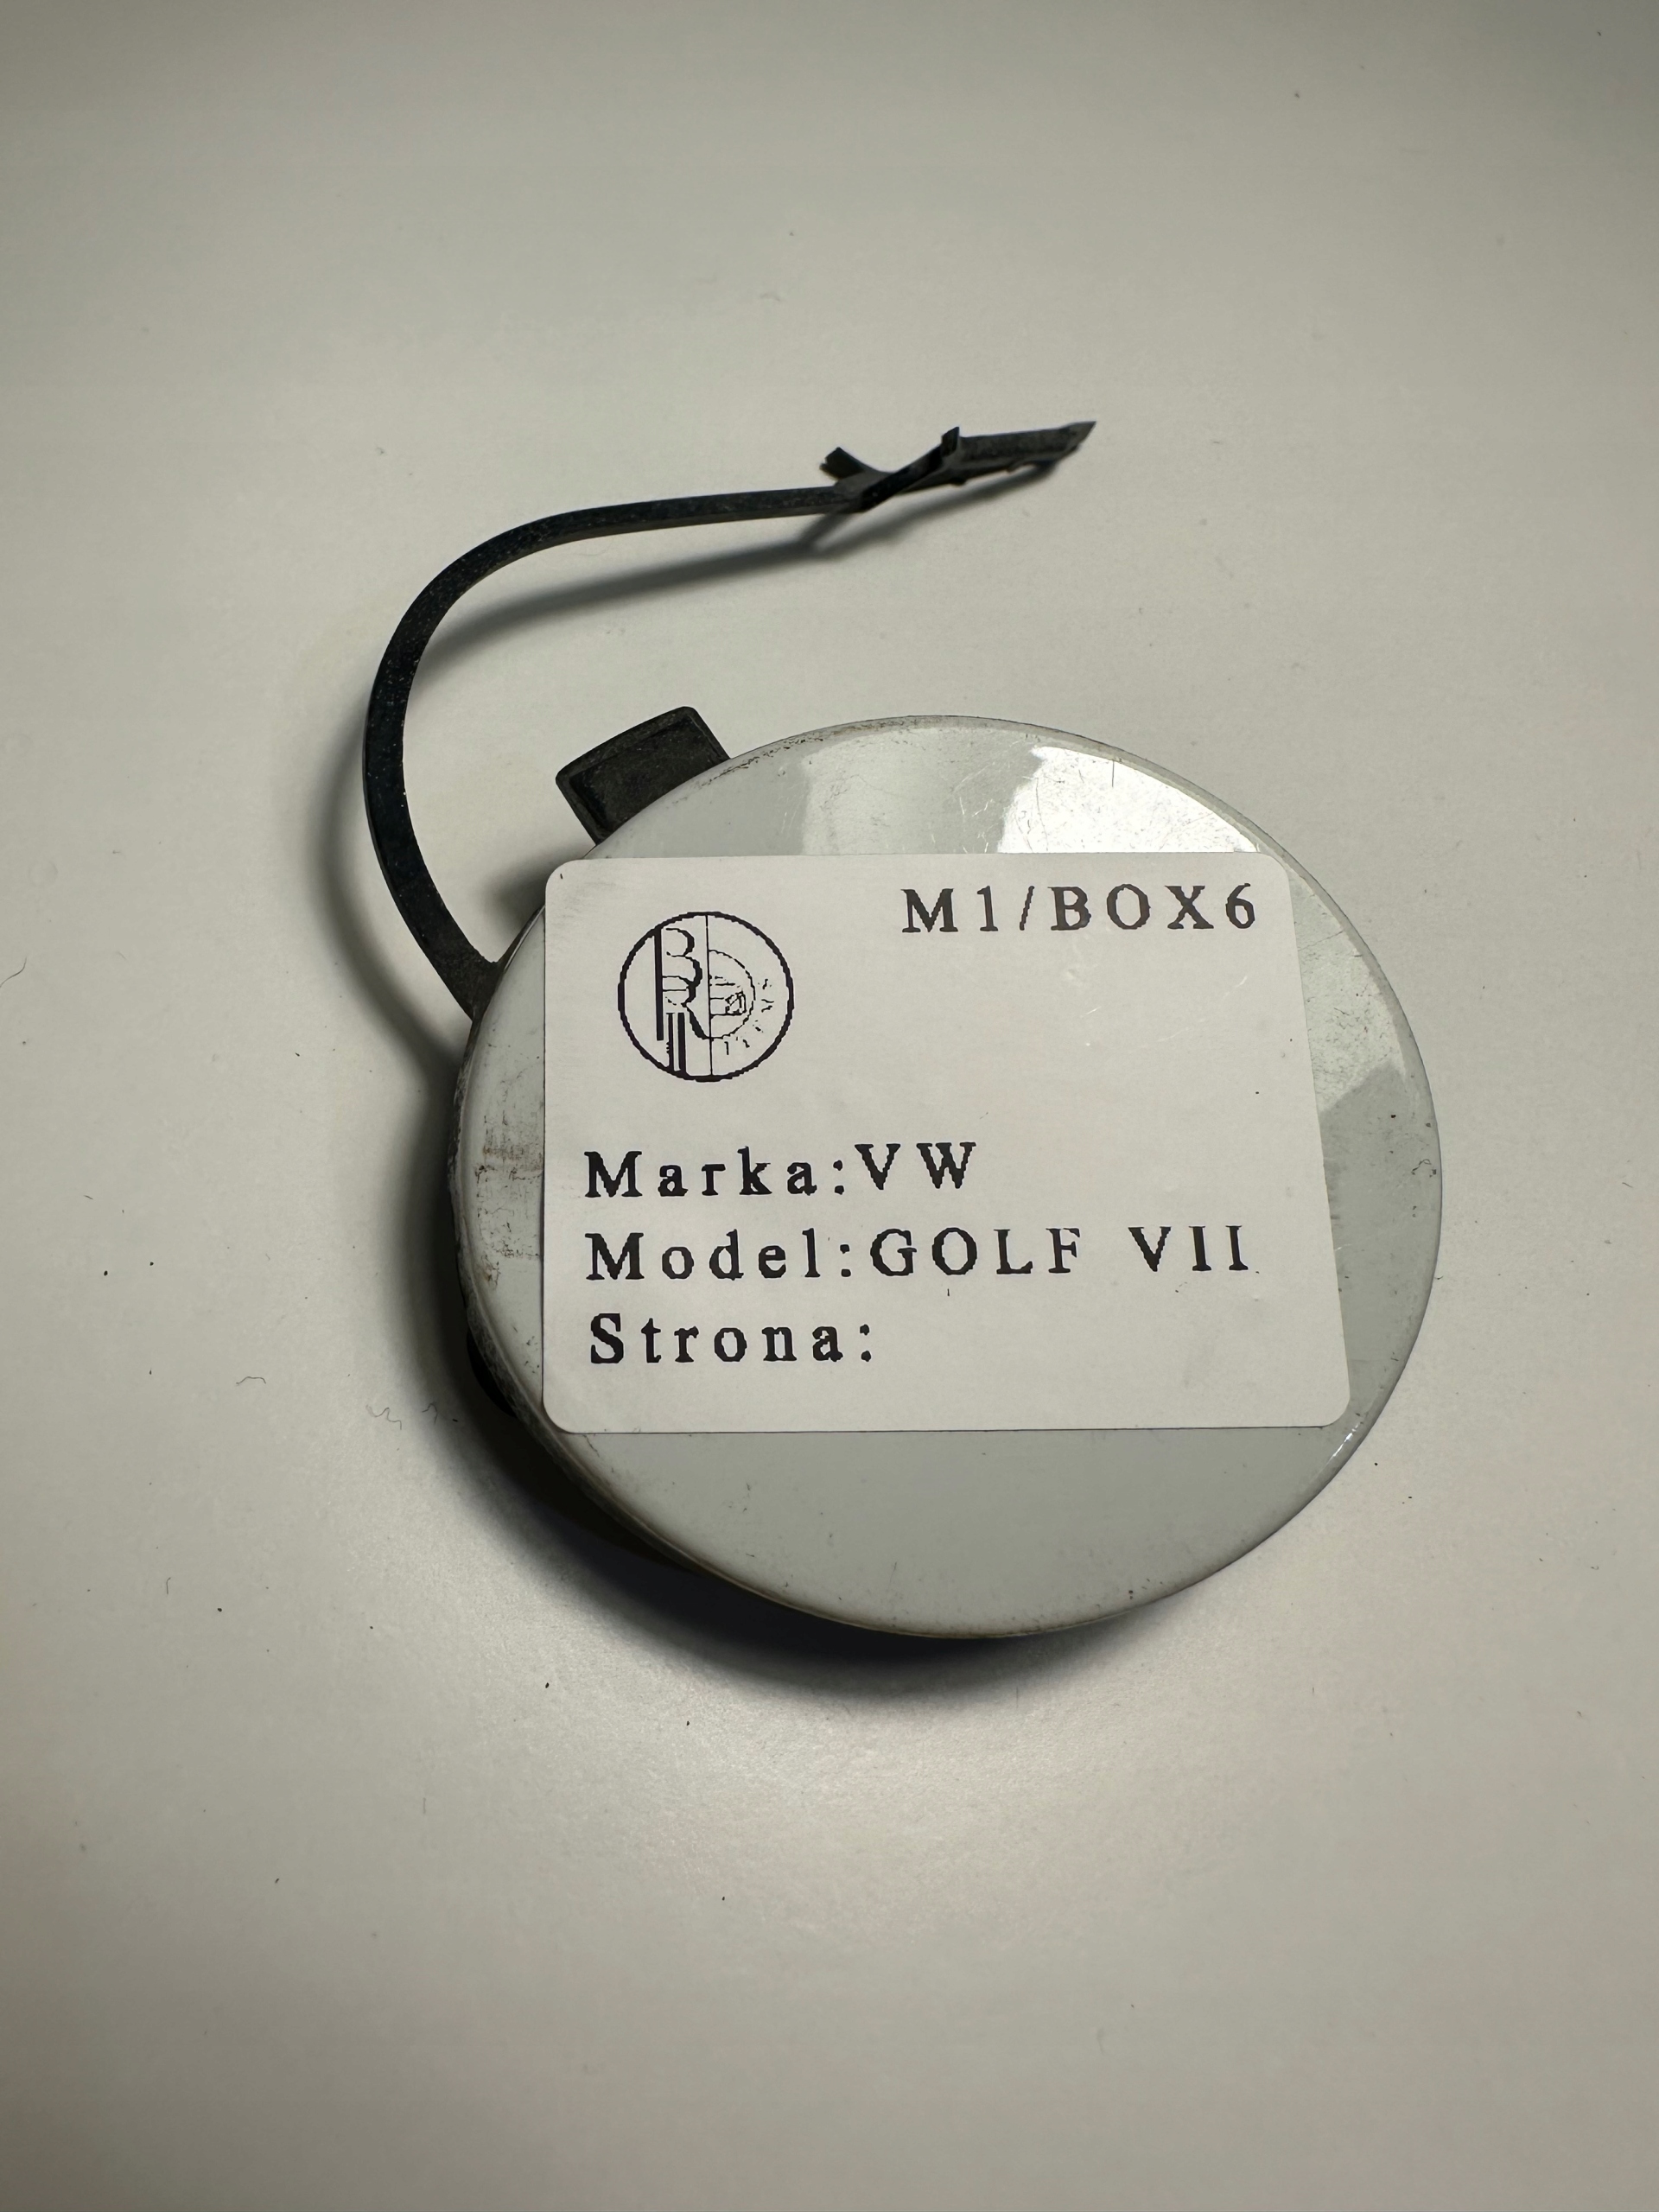 M1/BOX6
Marka:VW
Model:GOLF VII
Strona: